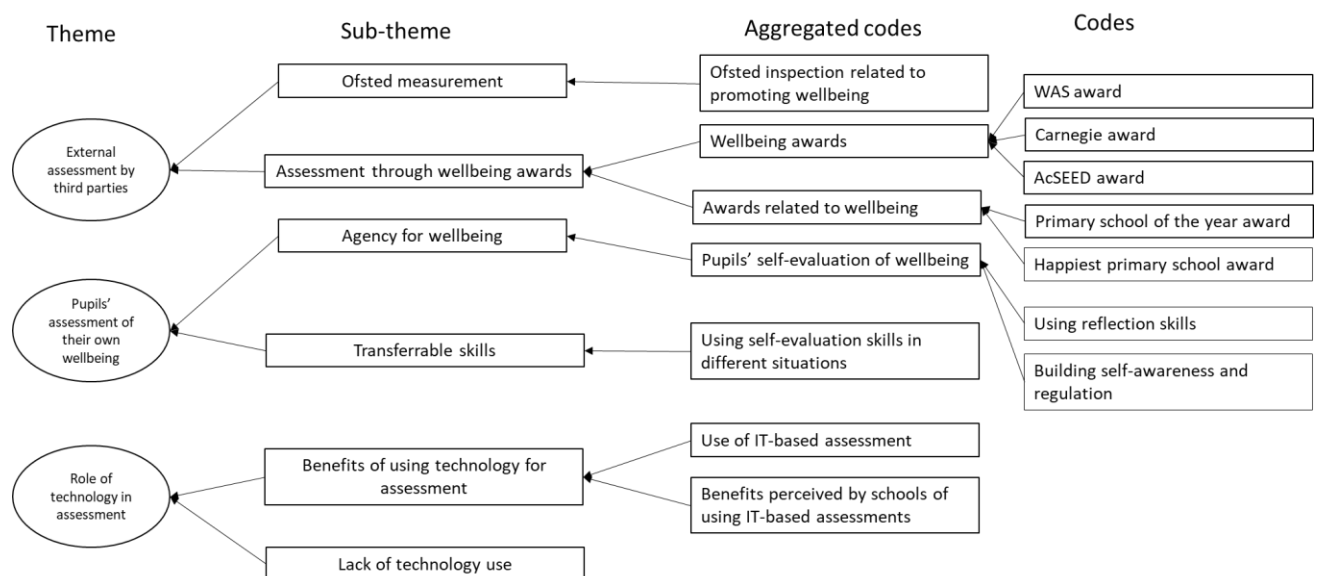 Theme
Sub-theme
Aggregated codes
Codes
External
assessment by
third parties
Pupils'
assessment of
their own
wellbeing
Role of
technology in
assessment
Ofsted measurement
Assessment through wellbeing awards
Agency for wellbeing
Transferrable skills
Benefits of using technology for
assessment
Lack of technology use
Ofsted inspection related to
promoting wellbeing
Wellbeing awards
Awards related to wellbeing
Pupils' self-evaluation of wellbeing
Using self-evaluation skills in
different situations
Use of IT-based assessment
Benefits perceived by schools of
using IT-based assessments
WAS award
Carnegie award
AcSEED award
Primary school of the year award
Happiest primary school award
Using reflection skills
Building self-awareness and
regulation